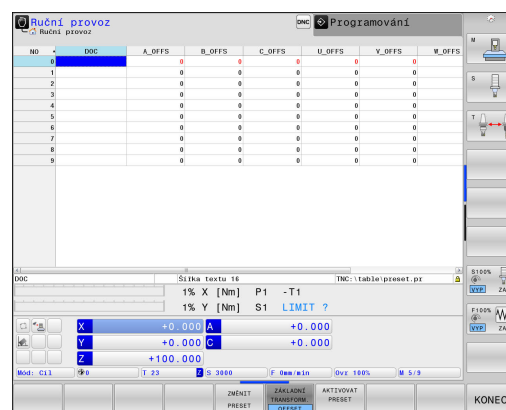 Ruční provoz
Ruční provoz
DNC
Programování
NO DOC A_OFFS B_OFFS C_OFFS U_OFFS V_OFFS W_OFFS
0 0 0 0 0 0
1 0 0 0 0 0
2 0 0 0 0 0
3 0 0 0 0 0
4 0 0 0 0 0
5 0 0 0 0 0
6 0 0 0 0 0
7 0 0 0 0 0
8 0 0 0 0 0
9 0 0 0 0 0
DOC Šířka textu 16 TNC:\table\preset.pr
1% X [Nm] P1 -T1
1% Y [Nm] S1 LIMIT ?
X +0.000 A +0.000
Y +0.000 C +0.000
Z +100.000
Mód: Cíl 0 T 23 Z S 3000 F 0mm/min Ovr 100% M 5/9
ZMĚNIT
PRESET
ZÁKLADNÍ
TRANSFORM.
OFFSET
AKTIVOVAT
PRESET
KONEC
M
S
T
S100%
VYP ZA
F100%
VYP ZA